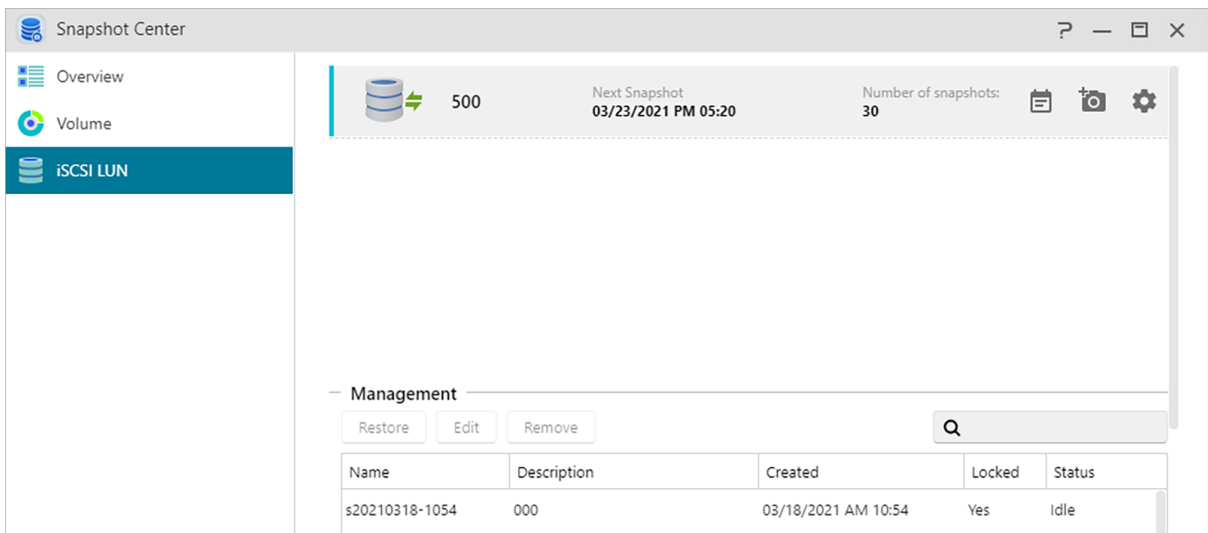 Snapshot Center
Overview
Volume
iSCSI LUN
500
Next Snapshot
03/23/2021 PM 05:20
Number of snapshots:
30
Management
Restore Edit Remove
Name Description Created Locked Status
s20210318-1054 000 03/18/2021 AM 10:54 Yes Idle